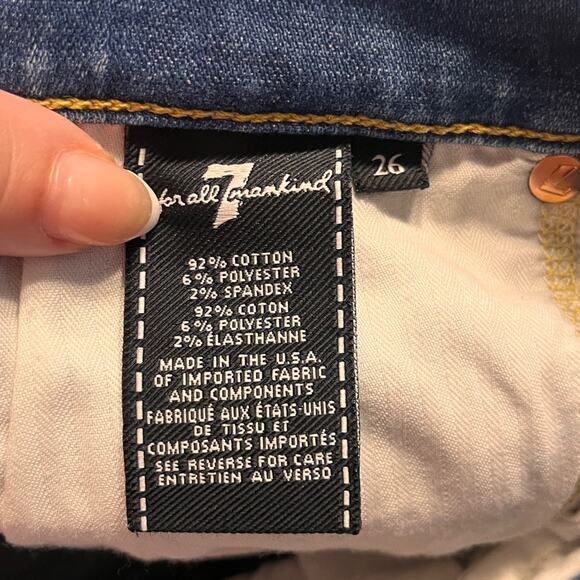 7
for all mankind
26
92% COTTON
6% POLYESTER
2% SPANDEX
92% COTON
6% POLYESTER
2% ÉLASTHANNE
MADE IN THE U.S.A.
OF IMPORTED FABRIC
AND COMPONENTS
FABRIQUÉ AUX ÉTATS-UNIS
DE TISSU ET
COMPOSANTS IMPORTÉS
SEE REVERSE FOR CARE
ENTRETIEN AU VERSO